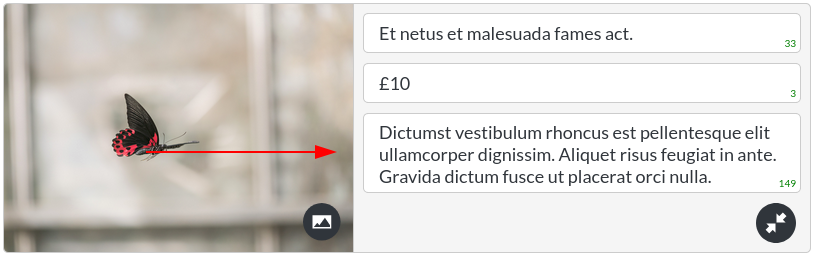 Et netus et malesuada fames act.
33
£10
3
Dictumst vestibulum rhoncus est pellentesque elit
ullamcorper dignissim. Aliquet risus feugiat in ante.
Gravida dictum fusce ut placerat orci nulla.
149